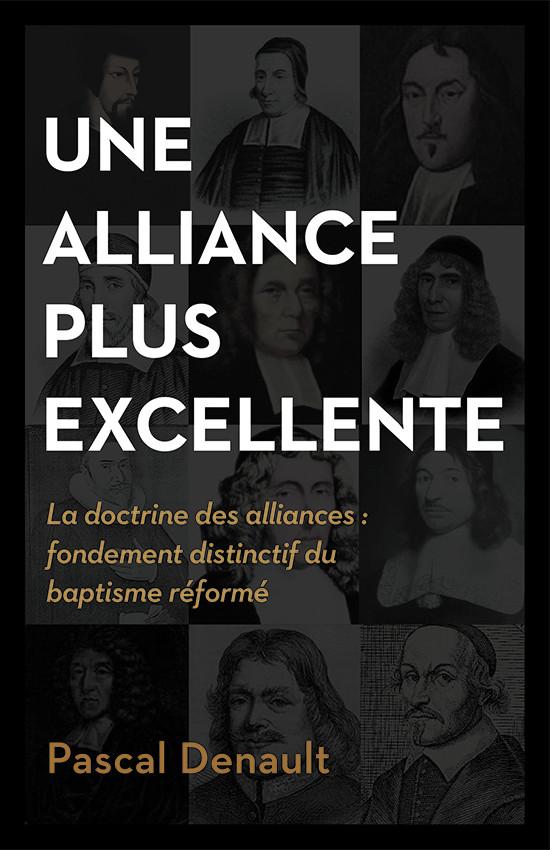 UNE
ALLIANCE
PLUS
EXCELLENTE
La doctrine des alliances :
fondement distinctif du
baptisme réformé
Pascal Denault